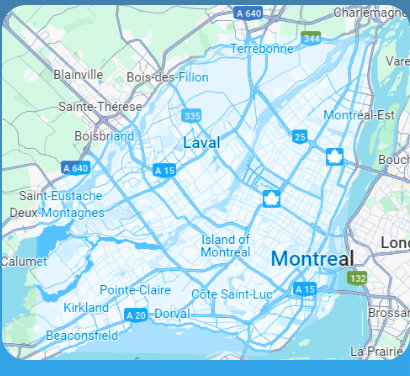 A 640
Charlemagne
344
Terrebonne
Blainville
Bois-des-Filion
Sainte-Thérèse
335
Montréal-Est
Boisbriand
Laval
25
A 640
A 15
Saint-Eustache
Deux-Montagnes
Island of
Montreal
Calumet
Montreal
132
Pointe-Claire
Côte Saint-Luc
A 15
Kirkland
A 20
Dorval
Beaconsfield
La Prairie